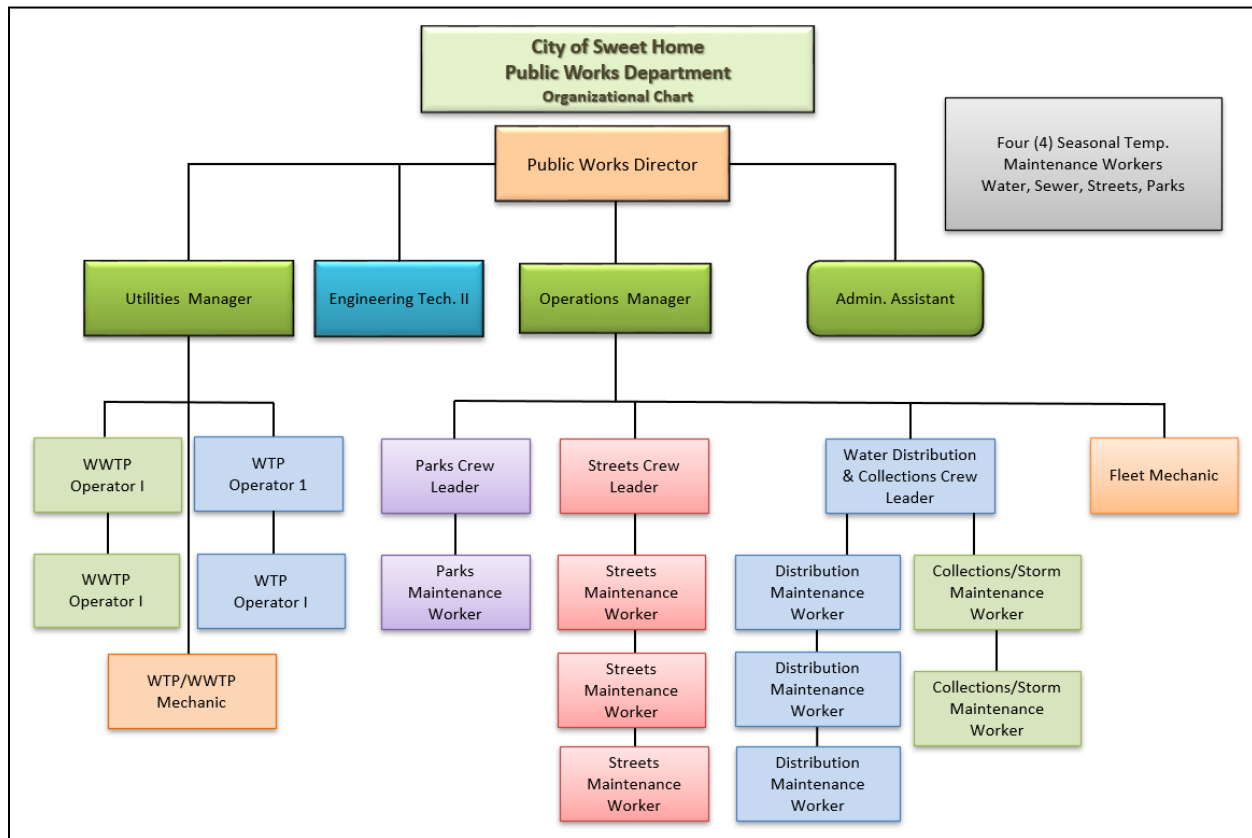 City of Sweet Home
Public Works Department
Organizational Chart
Four (4) Seasonal Temp.
Maintenance Workers
Water, Sewer, Streets, Parks
Public Works Director
Utilities Manager
Engineering Tech. II
Operations Manager
Admin. Assistant
WWTP
Operator I
WTP
Operator 1
Parks Crew
Leader
Streets Crew
Leader
Water Distribution
& Collections Crew
Leader
Fleet Mechanic
WWTP
Operator I
WTP
Operator I
Parks
Maintenance
Worker
Streets
Maintenance
Worker
Distribution
Maintenance
Worker
Collections/Storm
Maintenance
Worker
WTP/WWTP
Mechanic
Streets
Maintenance
Worker
Distribution
Maintenance
Worker
Collections/Storm
Maintenance
Worker
Streets
Maintenance
Worker
Distribution
Maintenance
Worker